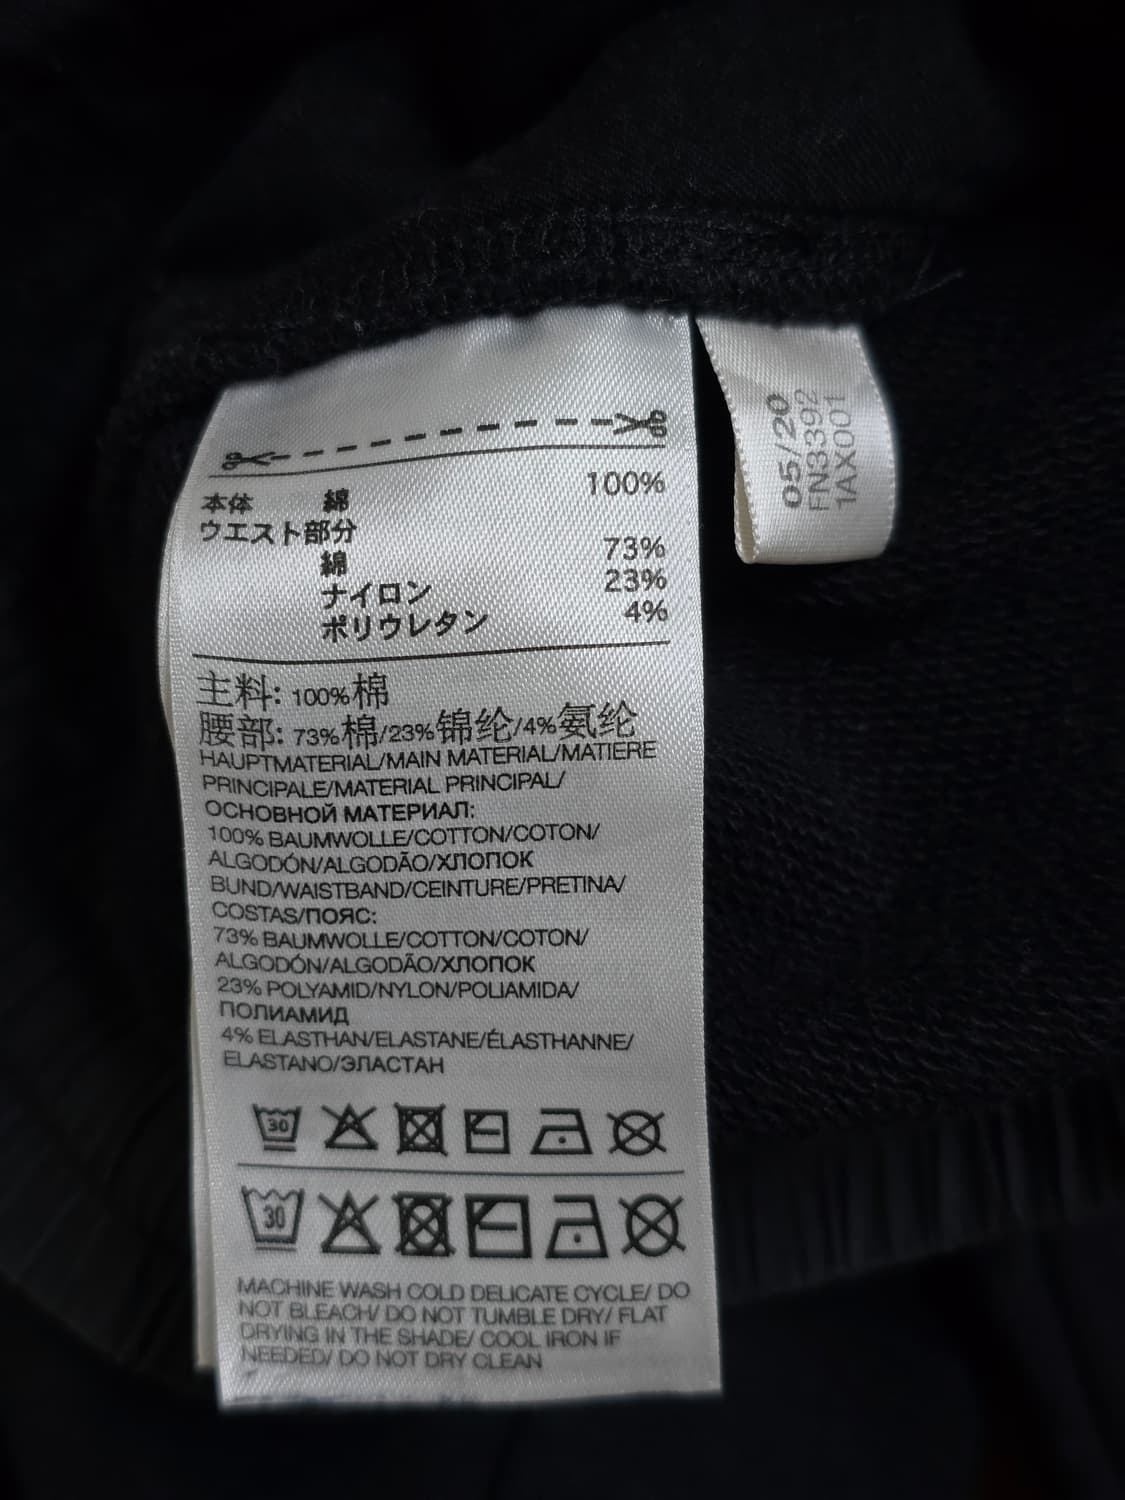 本体 綿 100%
ウエスト部分
綿 73%
ナイロン 23%
ポリウレタン 4%
主料: 100%棉
腰部: 73%棉/23%锦纶/4%氨纶
HAUPTMATERIAL/MAIN MATERIAL/MATIERE
PRINCIPALE/MATERIAL PRINCIPAL/
ОСНОВНОЙ МАТЕРИАЛ:
100% BAUMWOLLE/COTTON/COTON/
ALGODÓN/ALGODÃO/ХЛОПОК
BUND/WAISTBAND/CEINTURE/PRETINA/
COSTAS/ПОЯС:
73% BAUMWOLLE/COTTON/COTON/
ALGODÓN/ALGODÃO/ХЛОПОК
23% POLYAMID/NYLON/POLIAMIDA/
ПОЛИАМИД
4% ELASTHAN/ELASTANE/ÉLASTHANNE/
ELASTANO/ЭЛАСТАН
30
30
MACHINE WASH COLD DELICATE CYCLE/ DO
NOT BLEACH/ DO NOT TUMBLE DRY/ FLAT
DRYING IN THE SHADE/ COOL IRON IF
NEEDED/ DO NOT DRY CLEAN
05/20
FN3392
1AX001